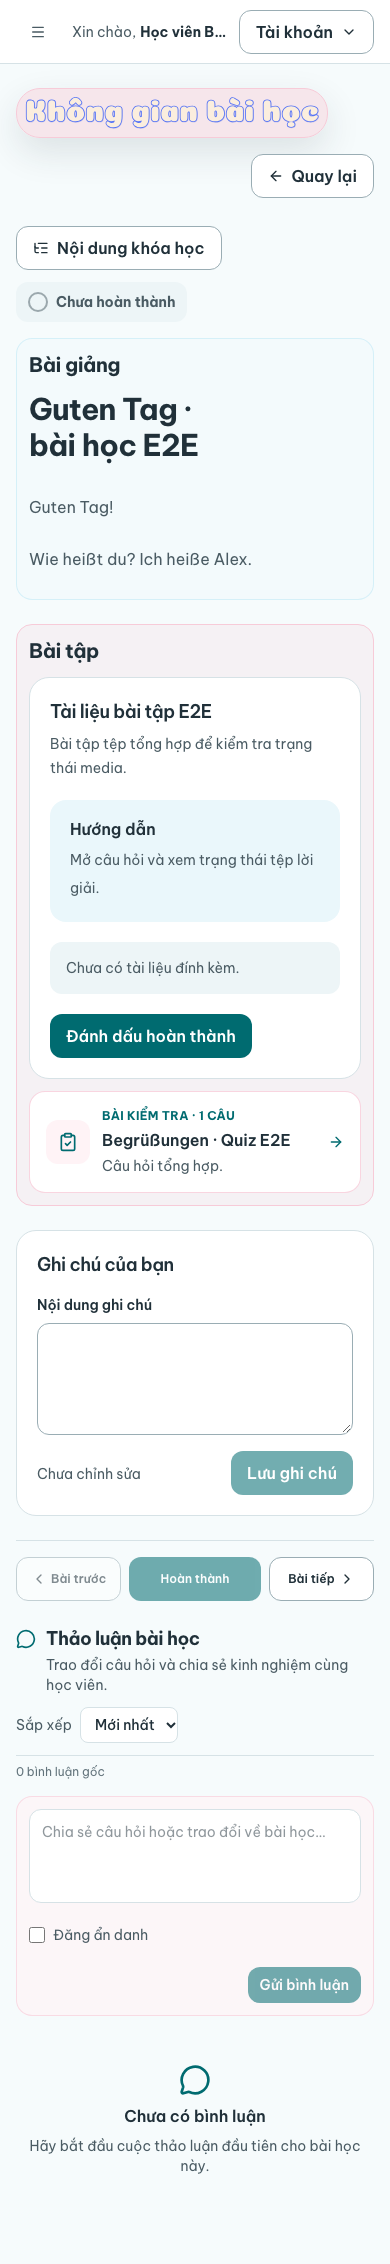 Xin chào, Học viên B...
Tài khoản
Không gian bài học
Quay lại
Nội dung khóa học
Chưa hoàn thành
Bài giảng
Guten Tag ·
bài học E2E
Guten Tag!
Wie heißt du? Ich heiße Alex.
Bài tập
Tài liệu bài tập E2E
Bài tập tệp tổng hợp để kiểm tra trạng
thái media.
Hướng dẫn
Mở câu hỏi và xem trạng thái tệp lời
giải.
Chưa có tài liệu đính kèm.
Đánh dấu hoàn thành
BÀI KIỂM TRA · 1 CÂU
Begrüßungen · Quiz E2E
Câu hỏi tổng hợp.
Ghi chú của bạn
Nội dung ghi chú
Chưa chỉnh sửa
Lưu ghi chú
Bài trước
Hoàn thành
Bài tiếp
Thảo luận bài học
Trao đổi câu hỏi và chia sẻ kinh nghiệm cùng
học viên.
Sắp xếp
Mới nhất
0 bình luận gốc
Chia sẻ câu hỏi hoặc trao đổi về bài học...
Đăng ẩn danh
Gửi bình luận
Chưa có bình luận
Hãy bắt đầu cuộc thảo luận đầu tiên cho bài học
này.